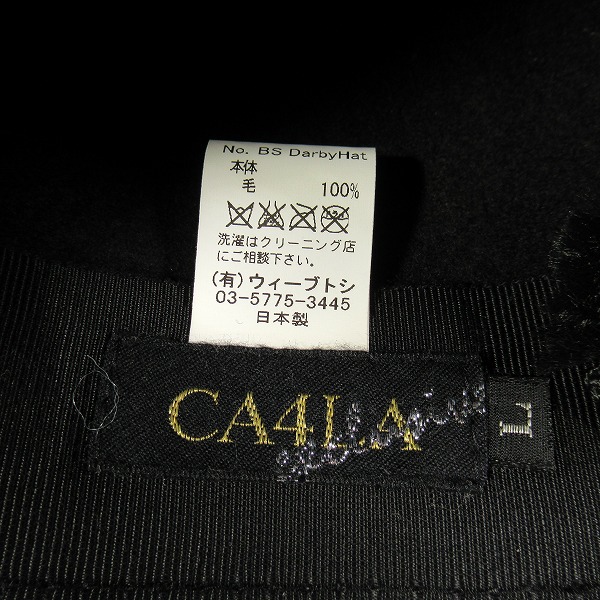 No. BS DarbyHat
本体
毛 100%
洗濯はクリーニング店
にご相談下さい。
(有)ウィーブトシ
03-5775-3445
日本製
CA4LA
L